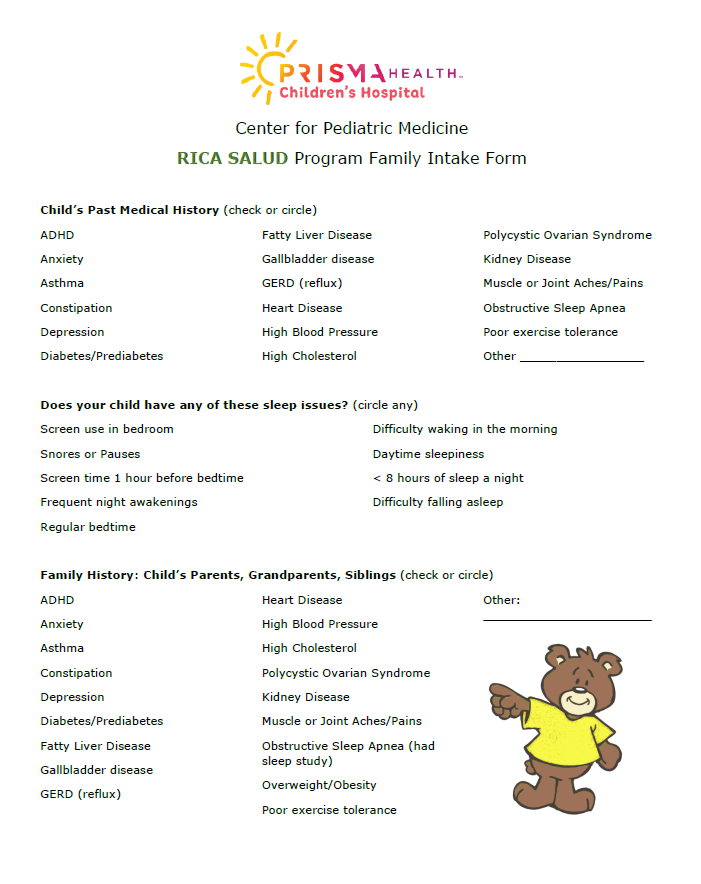 PRISMA HEALTH™
Children's Hospital
Center for Pediatric Medicine
RICA SALUD Program Family Intake Form
Child's Past Medical History (check or circle)
ADHD
Anxiety
Asthma
Constipation
Depression
Diabetes/Prediabetes
Fatty Liver Disease
Gallbladder disease
GERD (reflux)
Heart Disease
High Blood Pressure
High Cholesterol
Polycystic Ovarian Syndrome
Kidney Disease
Muscle or Joint Aches/Pains
Obstructive Sleep Apnea
Poor exercise tolerance
Other __________________
Does your child have any of these sleep issues? (circle any)
Screen use in bedroom
Snores or Pauses
Screen time 1 hour before bedtime
Frequent night awakenings
Regular bedtime
Difficulty waking in the morning
Daytime sleepiness
< 8 hours of sleep a night
Difficulty falling asleep
Family History: Child's Parents, Grandparents, Siblings (check or circle)
ADHD
Anxiety
Asthma
Constipation
Depression
Diabetes/Prediabetes
Fatty Liver Disease
Gallbladder disease
GERD (reflux)
Heart Disease
High Blood Pressure
High Cholesterol
Polycystic Ovarian Syndrome
Kidney Disease
Muscle or Joint Aches/Pains
Obstructive Sleep Apnea (had
sleep study)
Overweight/Obesity
Poor exercise tolerance
Other:
________________________